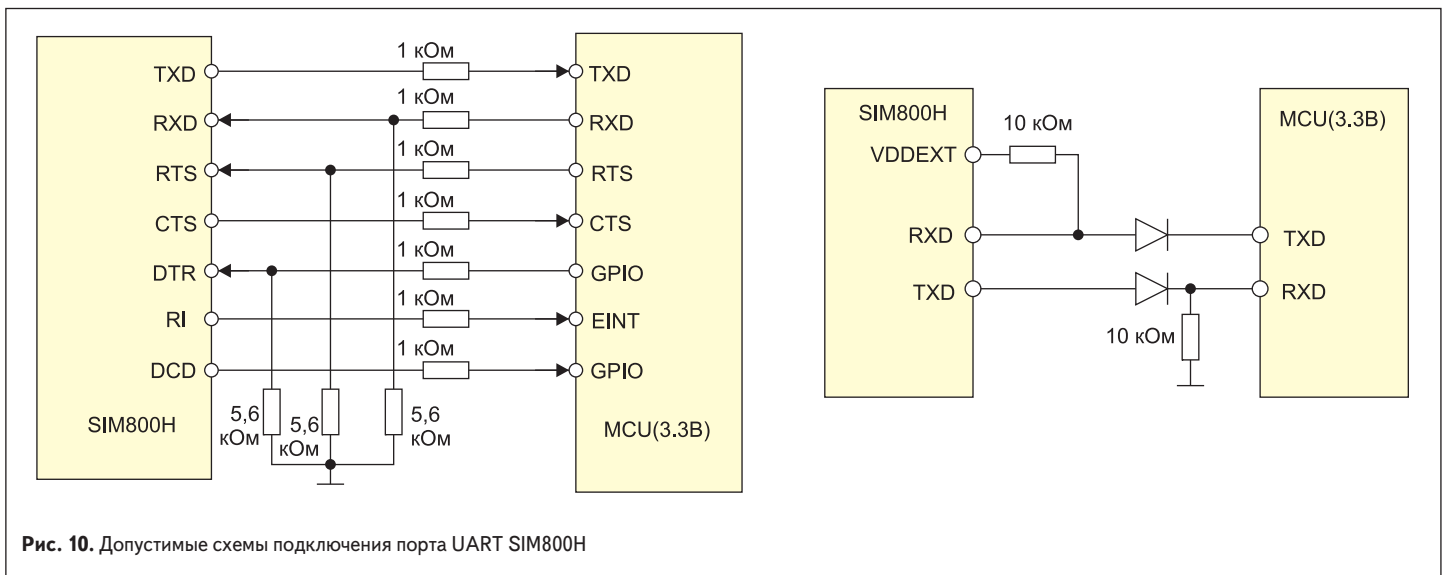 1 кОм
TXD
TXD
1 кОм
RXD
RXD
1 кОм
RTS
RTS
1 кОм
CTS
CTS
1 кОм
DTR
GPIO
1 кОм
RI
EINT
1 кОм
DCD
GPIO
5,6
кОм
5,6
кОм
5,6
кОм
SIM800H
MCU(3.3В)
SIM800H
MCU(3.3В)
10 кОм
VDDEXT
RXD
TXD
TXD
RXD
10 кОм
Рис. 10. Допустимые схемы подключения порта UART SIM800H